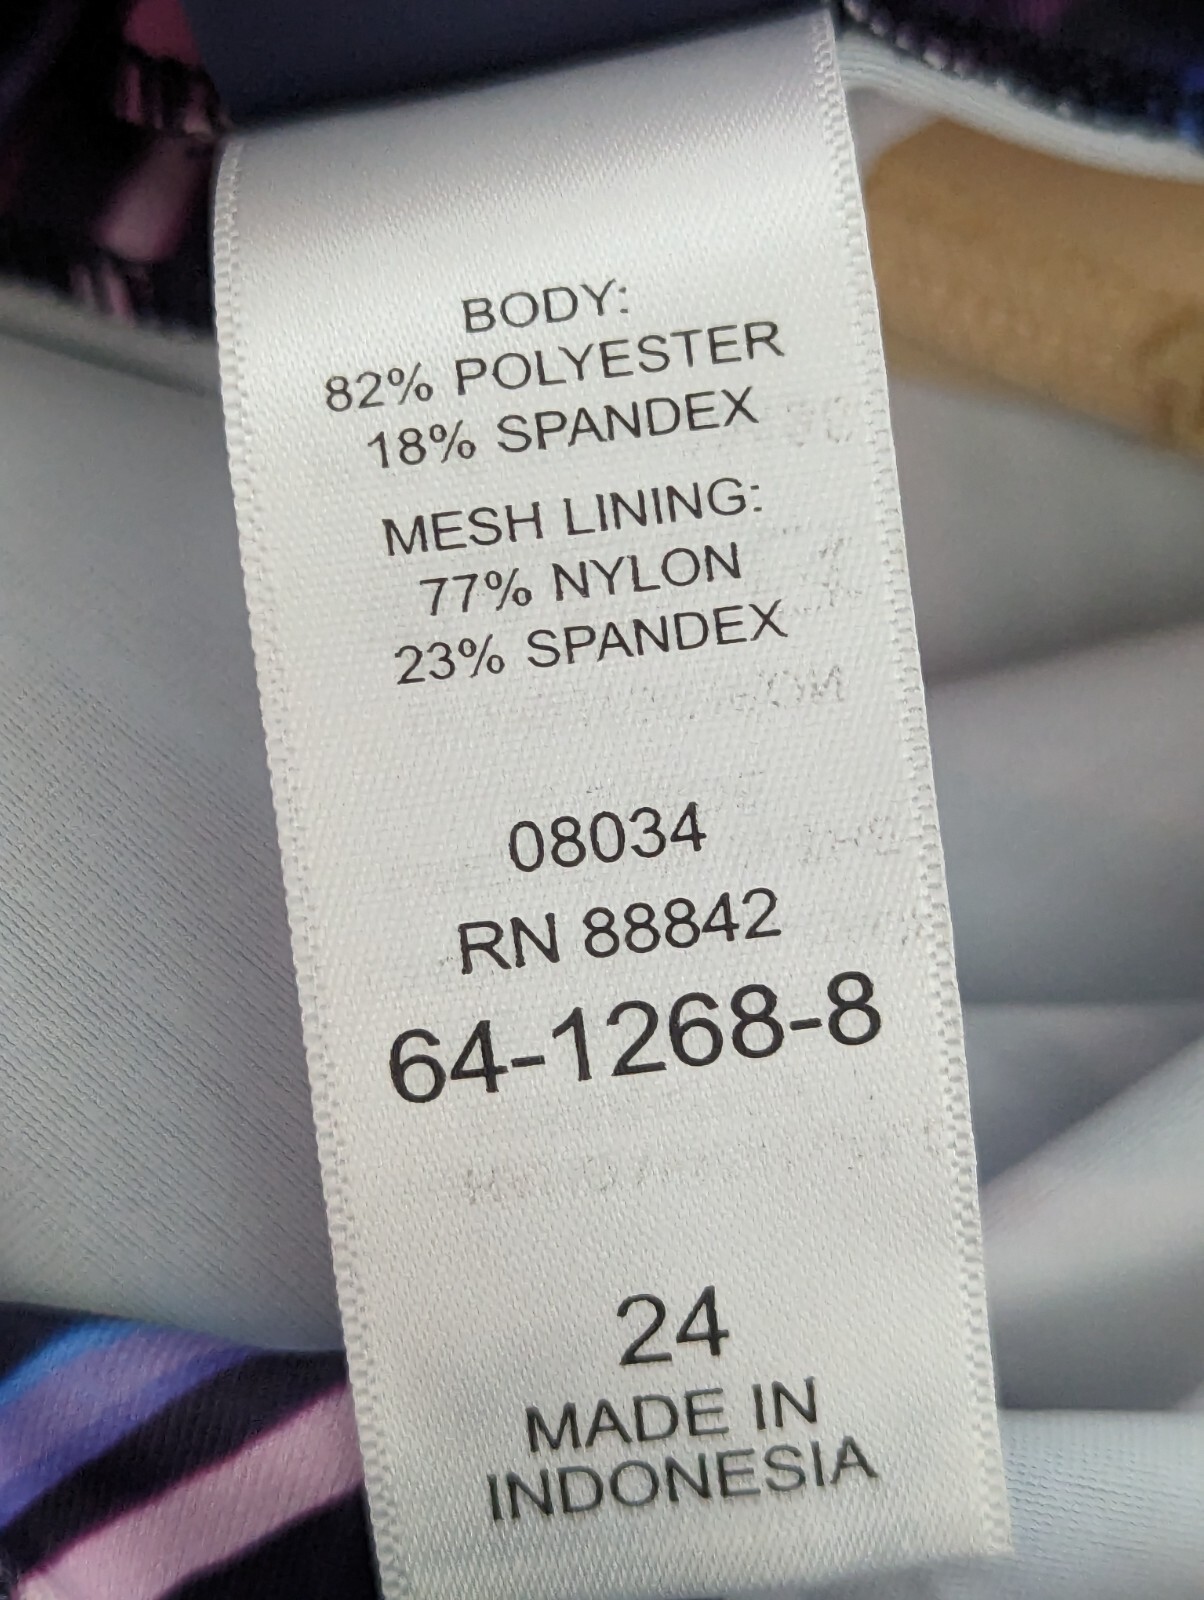 BODY:
82% POLYESTER
18% SPANDEX
MESH LINING:
77% NYLON
23% SPANDEX
08034
RN 88842
64-1268-8
24
MADE IN
INDONESIA